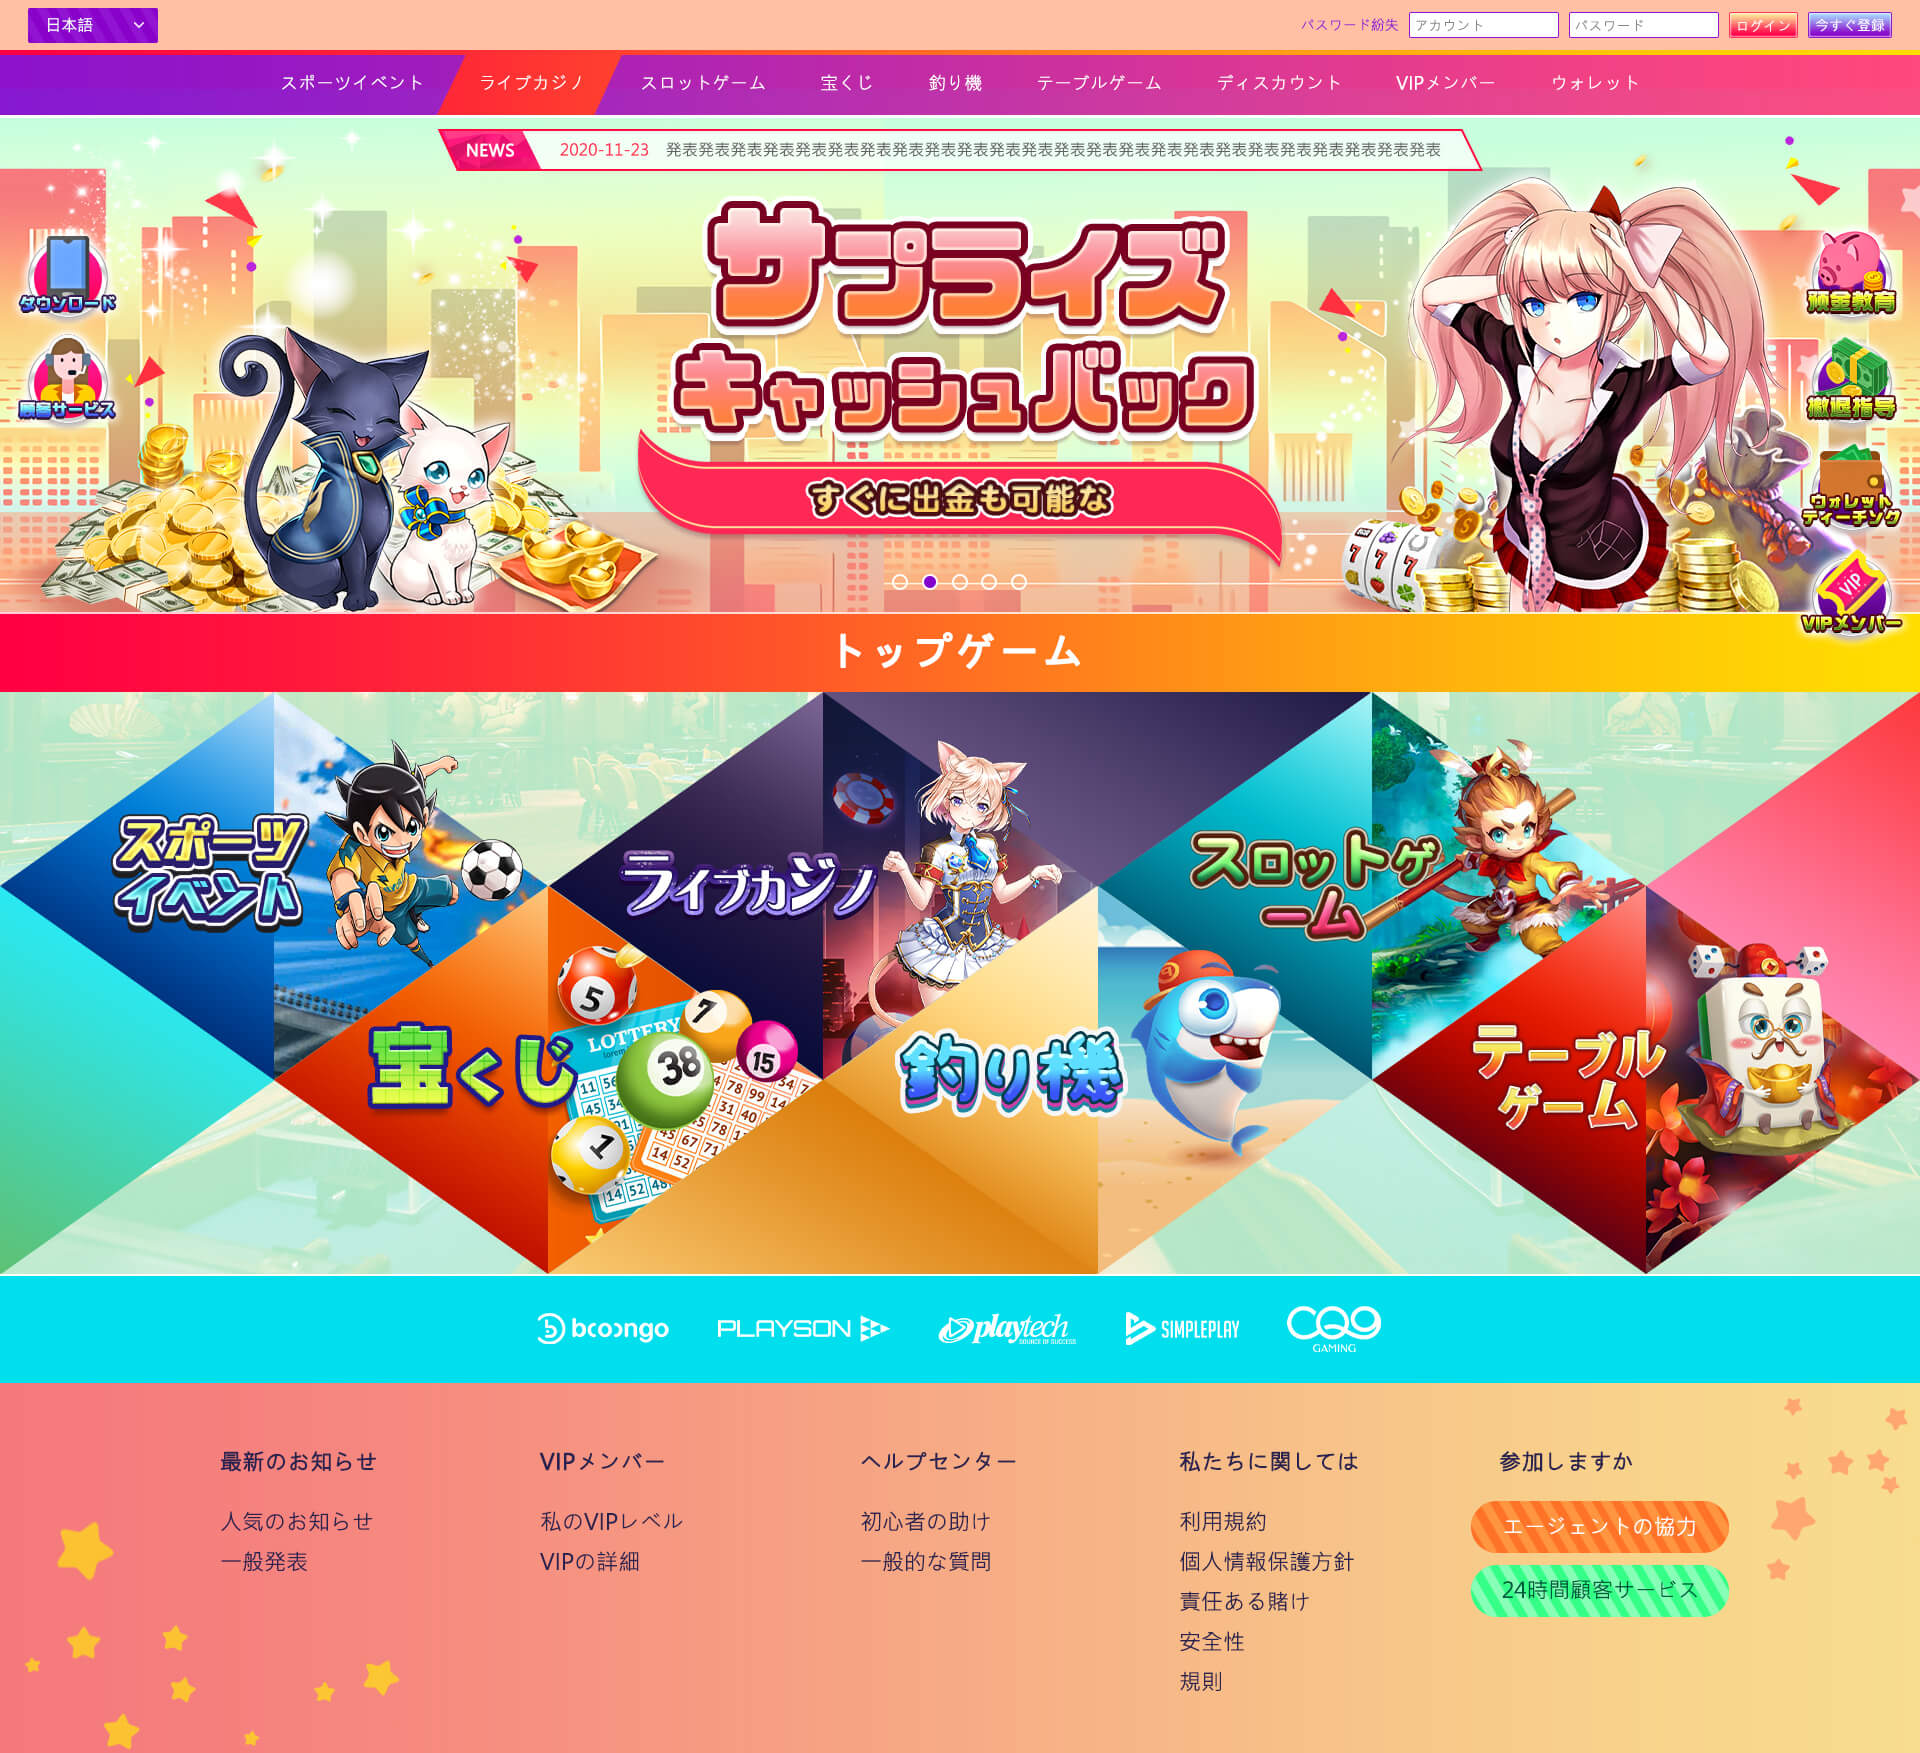 日本語
パスワード紛失
アカウント
パスワード
ログイン
今すぐ登録
スポーツイベント
ライブカジノ
スロットゲーム
宝くじ
釣り機
テーブルゲーム
ディスカウント
VIPメンバー
ウォレット
NEWS
2020-11-23 発表発表発表発表発表発表発表発表発表発表発表発表発表発表発表発表発表発表発表発表発表発表発表発表
サプライズ
キャッシュバック
すぐに出金も可能な
ダウンロード
顧客サービス
預金教育
撤退指导
ウォレット
ティーチング
VIP
VIPメンバー
トップゲーム
スポーツ
イベント
ライブカジノ
スロットゲ
ーム
宝くじ
LOTTERY
5
7
38
15
1
釣り機
テーブル
ゲーム
booongo
PLAYSON
playtech
SOURCE OF SUCCESS
SIMPLEPLAY
CQ9
GAMING
最新のお知らせ
人気のお知らせ
一般発表
VIPメンバー
私のVIPレベル
VIPの詳細
ヘルプセンター
初心者の助け
一般的な質問
私たちに関しては
利用規約
個人情報保護方針
責任ある賭け
安全性
規則
参加しますか
エージェントの協力
24時間顧客サービス